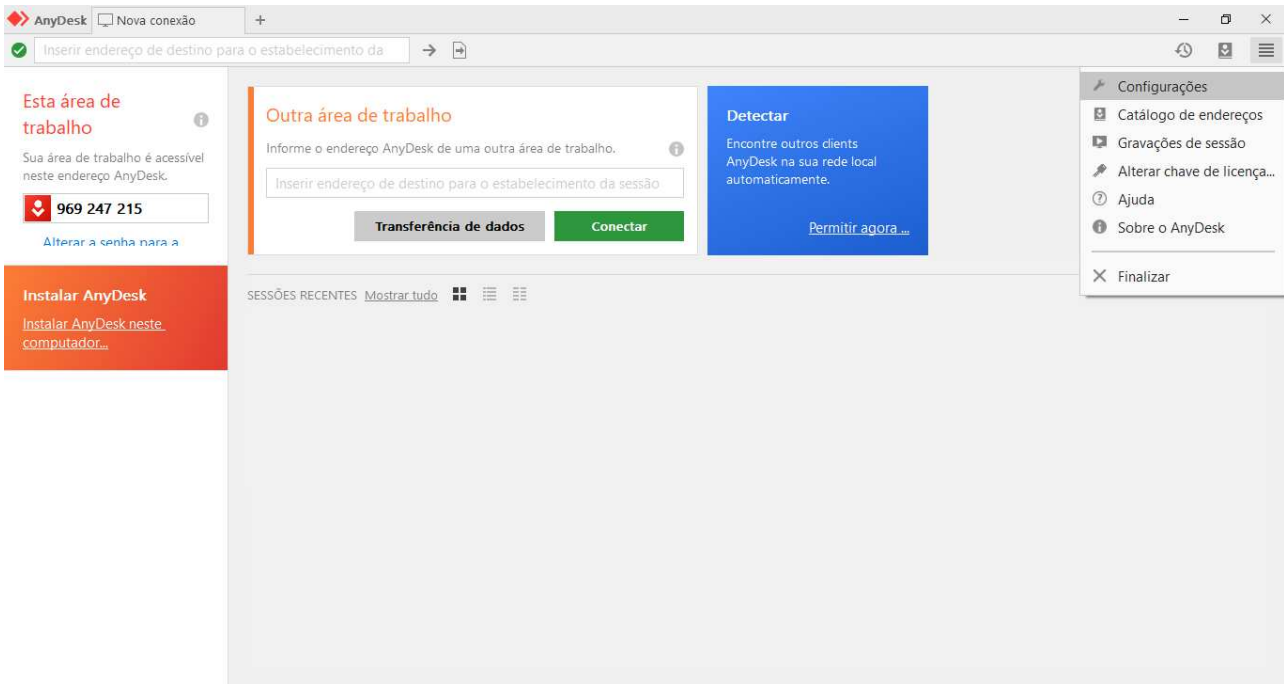 AnyDesk
Nova conexão
+
Inserir endereço de destino para o estabelecimento da
Esta área de
trabalho
Sua área de trabalho é acessível
neste endereço AnyDesk.
969 247 215
Alterar a senha para a
Instalar AnyDesk
Instalar AnyDesk neste
computador...
Outra área de trabalho
Informe o endereço AnyDesk de uma outra área de trabalho.
Inserir endereço de destino para o estabelecimento da sessão
Transferência de dados
Conectar
Detectar
Encontre outros clients
AnyDesk na sua rede local
automaticamente.
Permitir agora ...
SESSÕES RECENTES Mostrar tudo
Configurações
Catálogo de endereços
Gravações de sessão
Alterar chave de licença...
Ajuda
Sobre o AnyDesk
Finalizar